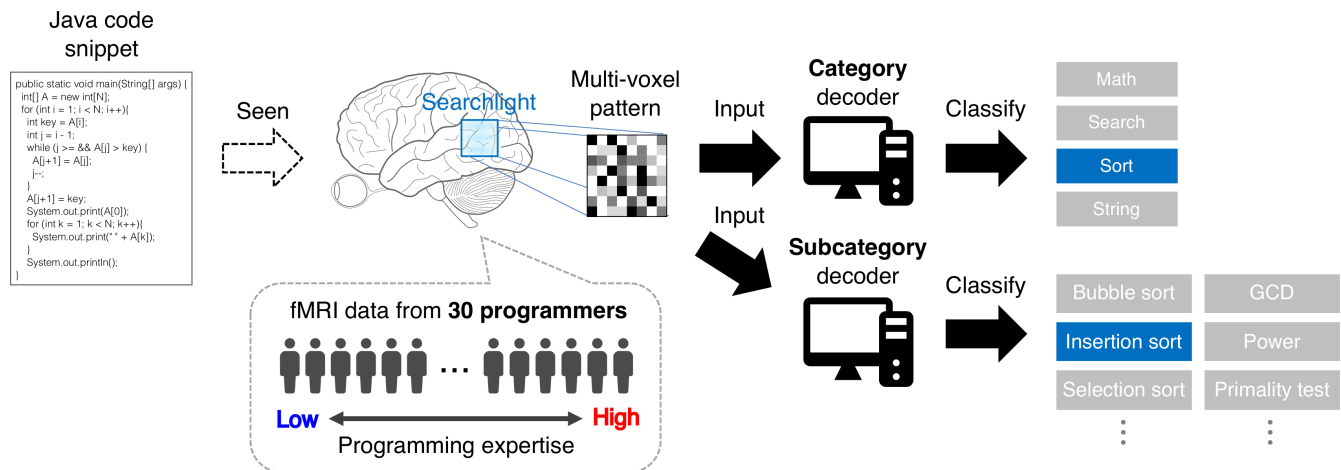 Java code
snippet
public static void main(String[] args) {
int[] A = new int[N];
for (int i = 1; i < N; i++){
int key = A[i];
int j = i - 1;
while (j >= && A[j] > key) {
A[j+1] = A[j];
j--;
}
A[j+1] = key;
System.out.print(A[0]);
for (int k = 1; k < N; k++){
System.out.print(" " + A[k]);
}
System.out.println();
}
Seen
Searchlight
Multi-voxel
pattern
Input
Category
decoder
Classify
Math
Search
Sort
String
Input
Subcategory
decoder
Classify
Bubble sort
GCD
Insertion sort
Power
Selection sort
Primality test
fMRI data from 30 programmers
Low
High
Programming expertise